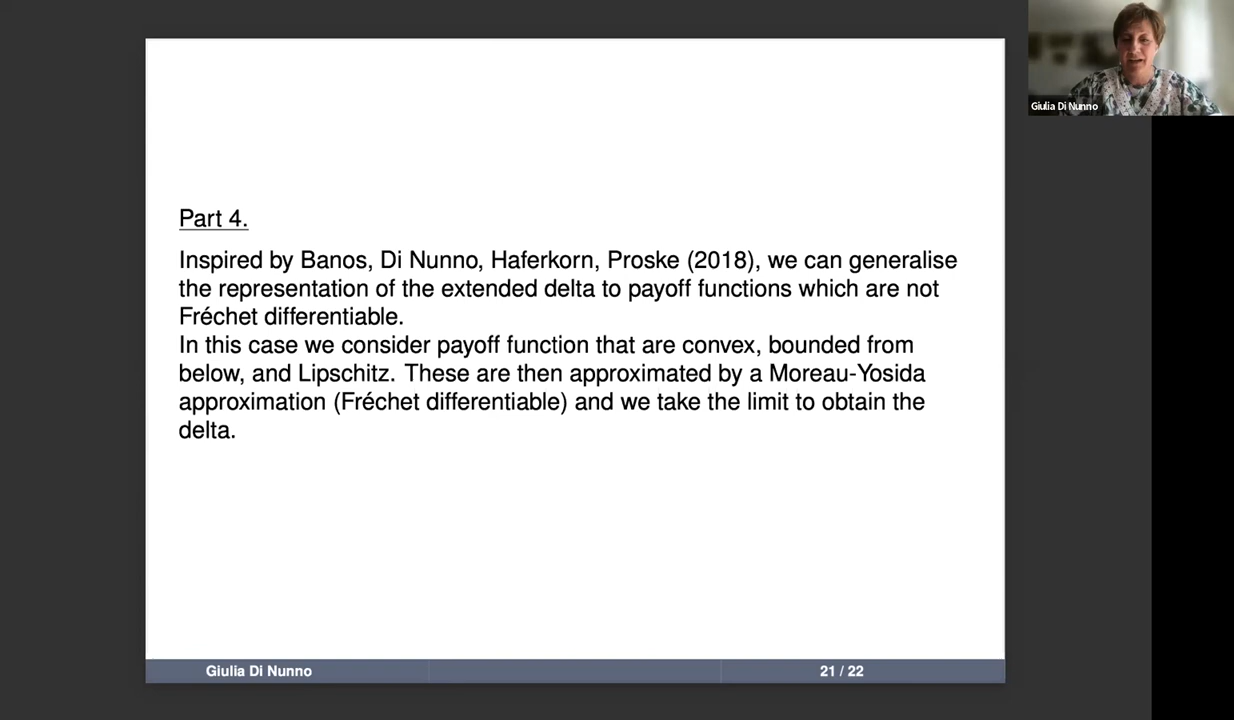 Giulia Di Nunno
Part 4.
Inspired by Banos, Di Nunno, Haferkorn, Proske (2018), we can generalise
the representation of the extended delta to payoff functions which are not
Fréchet differentiable.
In this case we consider payoff function that are convex, bounded from
below, and Lipschitz. These are then approximated by a Moreau-Yosida
approximation (Fréchet differentiable) and we take the limit to obtain the
delta.
Giulia Di Nunno
21 / 22